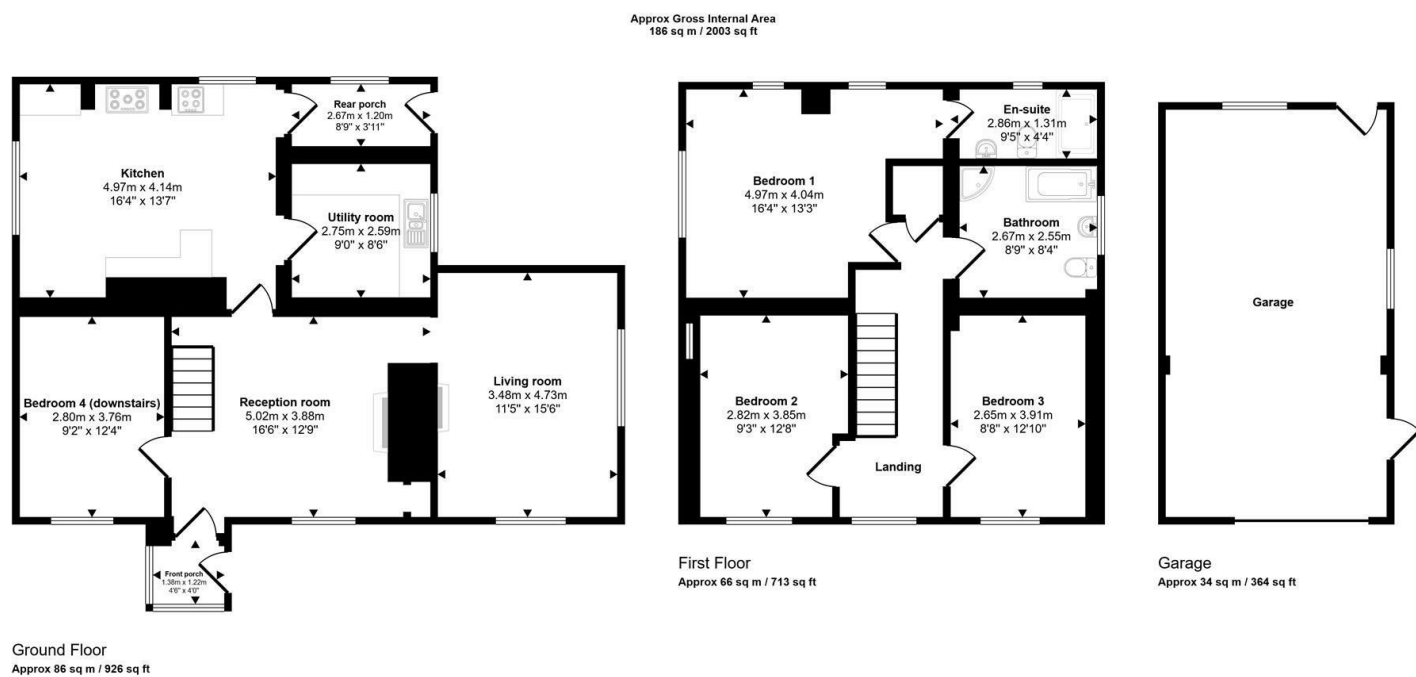 Approx Gross Internal Area
186 sq m / 2003 sq ft
Rear porch
2.67m x 1.20m
8'9" x 3'11"
Kitchen
4.97m x 4.14m
16'4" x 13'7"
Utility room
2.75m x 2.59m
9'0" x 8'6"
Bedroom 4 (downstairs)
2.80m x 3.76m
9'2" x 12'4"
Reception room
5.02m x 3.88m
16'6" x 12'9"
Living room
3.48m x 4.73m
11'5" x 15'6"
Front porch
1.38m x 1.22m
4'6" x 4'0"
Ground Floor
Approx 86 sq m / 926 sq ft
En-suite
2.86m x 1.31m
9'5" x 4'4"
Bedroom 1
4.97m x 4.04m
16'4" x 13'3"
Bathroom
2.67m x 2.55m
8'9" x 8'4"
Bedroom 2
2.82m x 3.85m
9'3" x 12'8"
Bedroom 3
2.65m x 3.91m
8'8" x 12'10"
Landing
First Floor
Approx 66 sq m / 713 sq ft
Garage
Garage
Approx 34 sq m / 364 sq ft